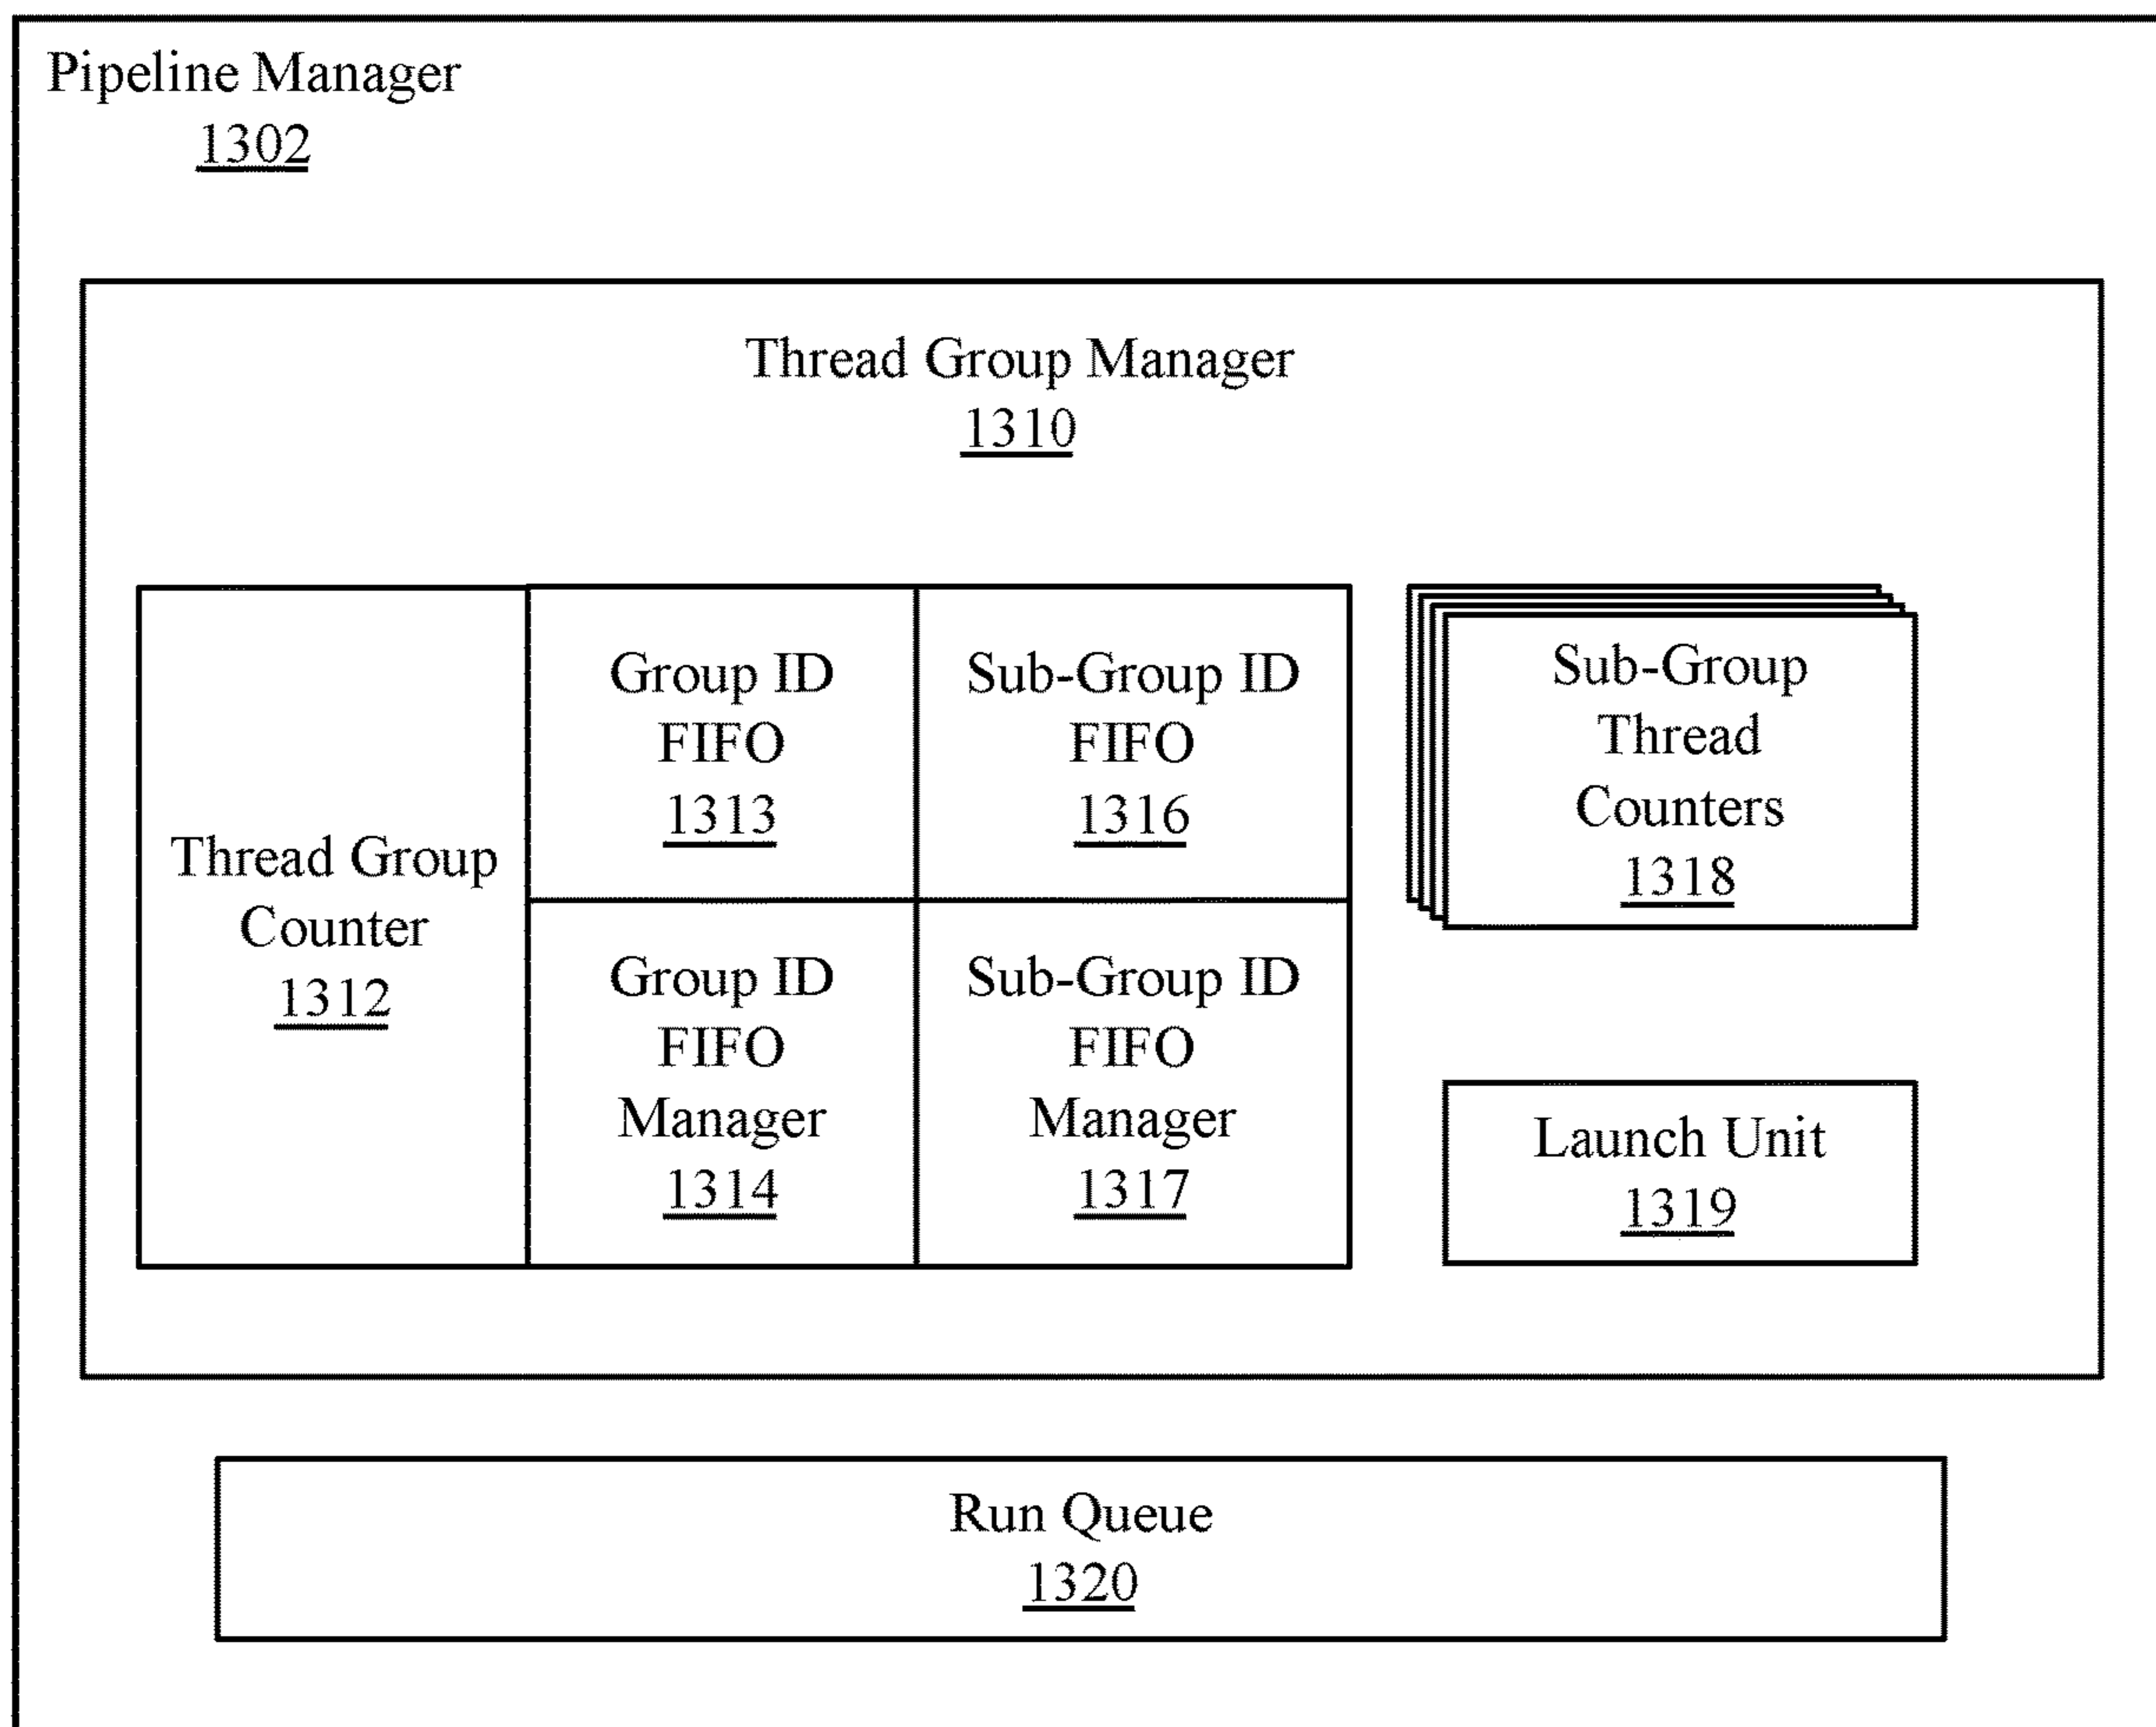 Pipeline Manager
1302
Thread Group Manager
1310
Thread Group
Counter
1312
Group ID
FIFO
1313
Sub-Group ID
FIFO
1316
Group ID
FIFO
Manager
1314
Sub-Group ID
FIFO
Manager
1317
Sub-Group
Thread
Counters
1318
Launch Unit
1319
Run Queue
1320